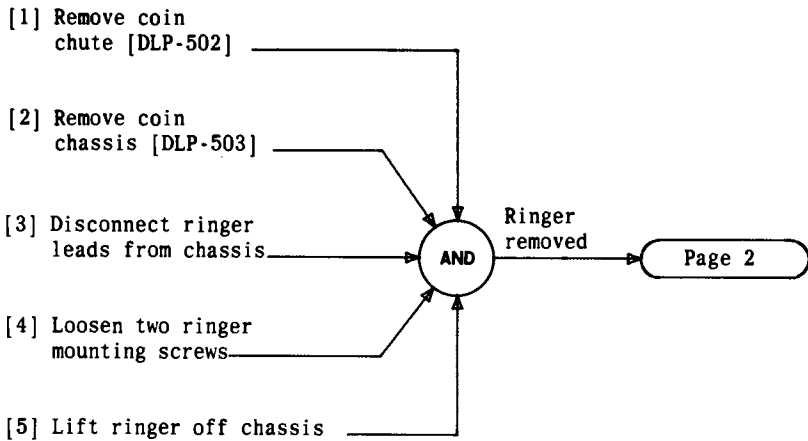 [1] Remove coin
chute [DLP-502]
[2] Remove coin
chassis [DLP-503]
[3] Disconnect ringer
leads from chassis
[4] Loosen two ringer
mounting screws
[5] Lift ringer off chassis
AND
Ringer
removed
Page 2